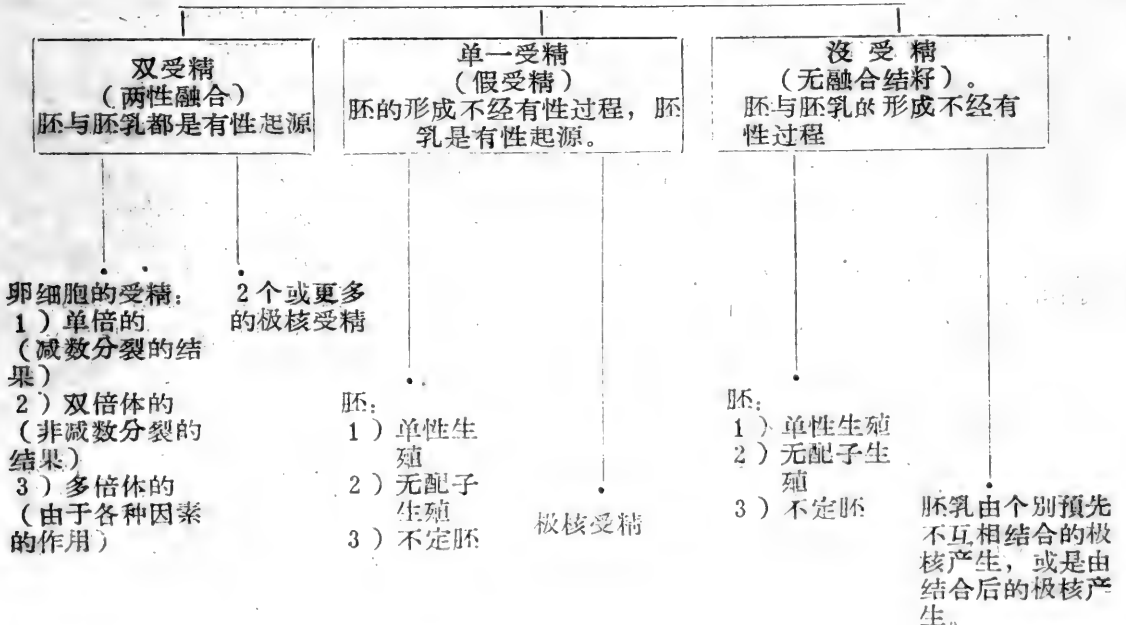 双受精
（两性融合）
胚与胚乳都是有性起源
单一受精
（假受精）
胚的形成不经有性过程，胚
乳是有性起源。
没受精
（无融合结籽）。
胚与胚乳的形成不经有
性过程
卵细胞的受精：
1）单倍的
（减数分裂的结
果）
2）双倍体的
（非减数分裂的
结果）
3）多倍体的
（由于各种因素
的作用）
2个或更多
的极核受精
胚：
1）单性生
殖
2）无配子
生殖
3）不定胚
极核受精
胚：
1）单性生殖
2）无配子生
殖
3）不定胚
胚乳由个别預先
不互相结合的极
核产生，或是由
结合后的极核产
生。